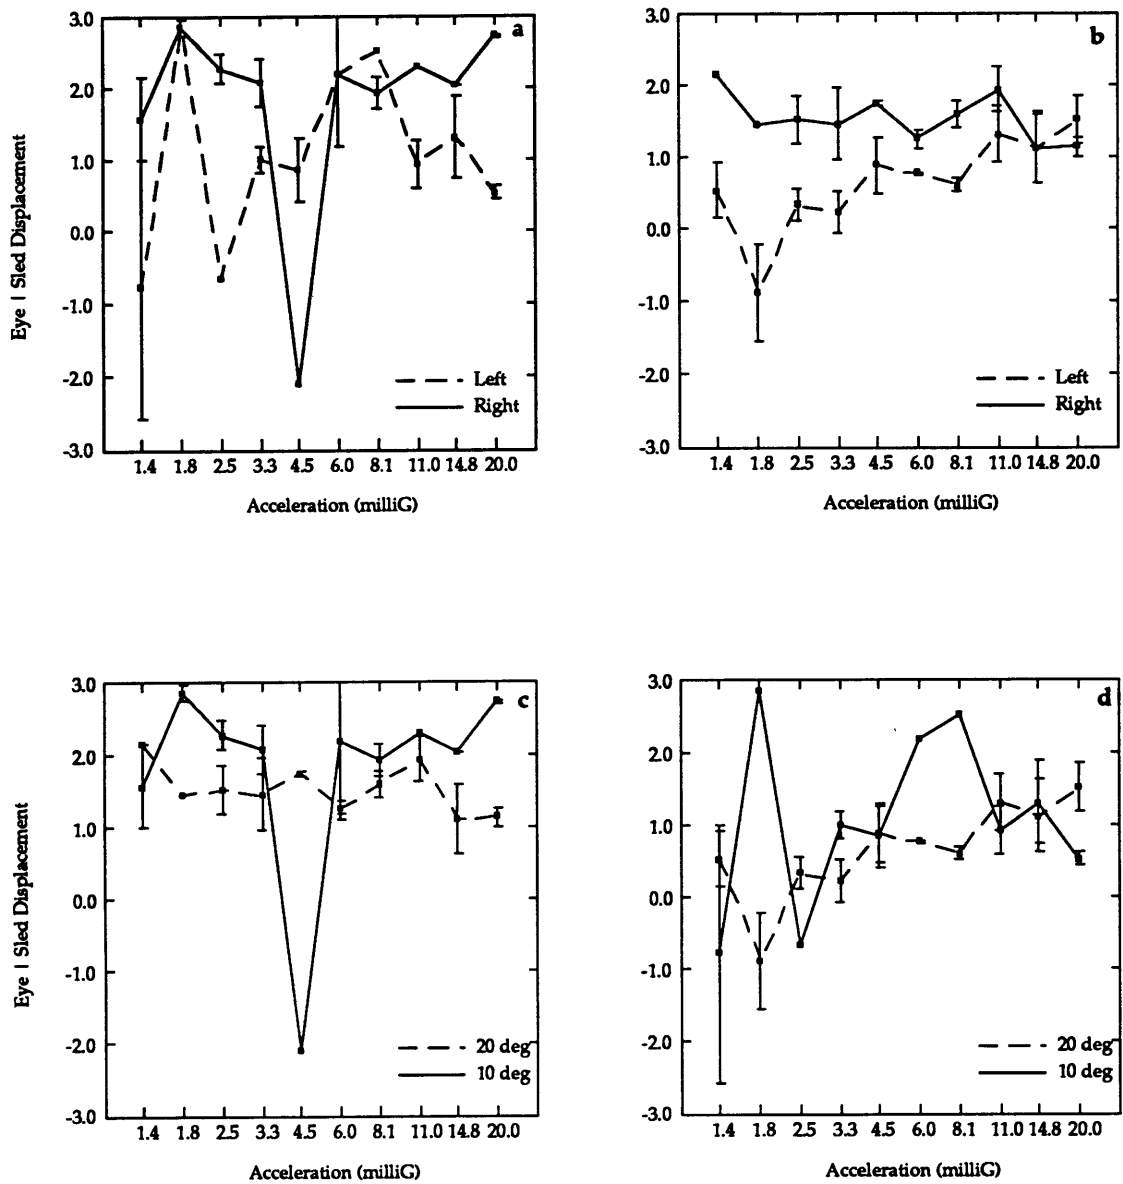 a
3.0
2.0
1.0
0.0
-1.0
-2.0
-3.0
Eye | Sled Displacement
Left
Right
1.4 1.8 2.5 3.3 4.5 6.0 8.1 11.0 14.8 20.0
Acceleration (milliG)
b
3.0
2.0
1.0
0.0
-1.0
-2.0
-3.0
Left
Right
1.4 1.8 2.5 3.3 4.5 6.0 8.1 11.0 14.8 20.0
Acceleration (milliG)
c
3.0
2.0
1.0
0.0
-1.0
-2.0
-3.0
Eye | Sled Displacement
20 deg
10 deg
1.4 1.8 2.5 3.3 4.5 6.0 8.1 11.0 14.8 20.0
Acceleration (milliG)
d
3.0
2.0
1.0
0.0
-1.0
-2.0
-3.0
20 deg
10 deg
1.4 1.8 2.5 3.3 4.5 6.0 8.1 11.0 14.8 20.0
Acceleration (milliG)